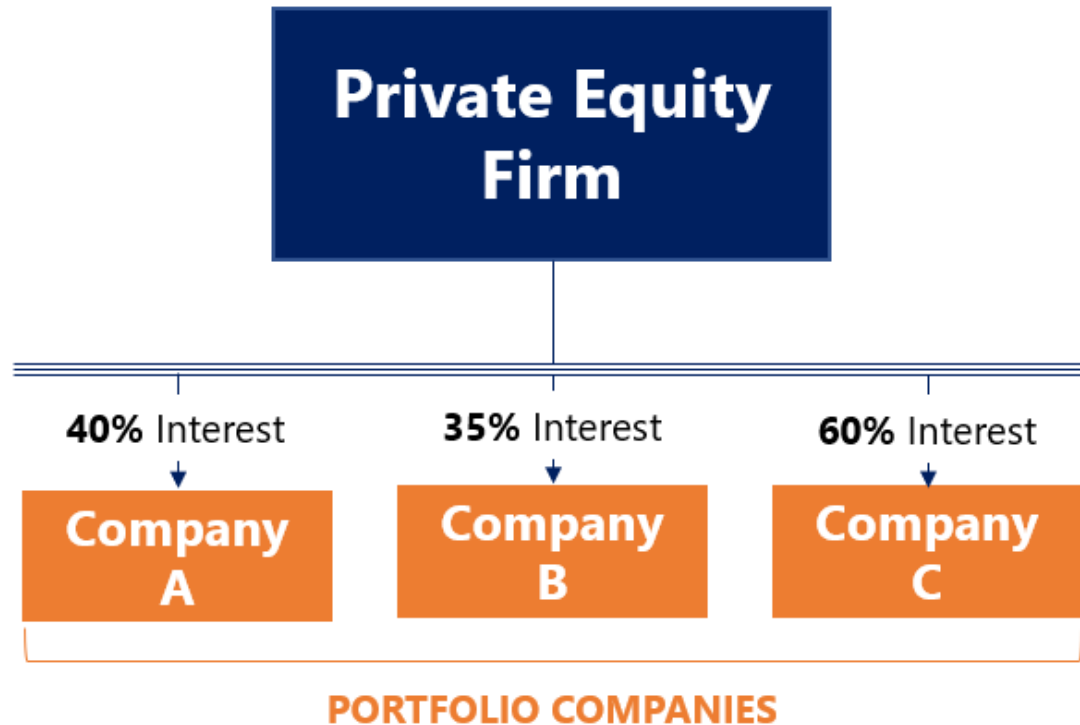 Private Equity
Firm
40% Interest
35% Interest
60% Interest
Company
A
Company
B
Company
C
PORTFOLIO COMPANIES